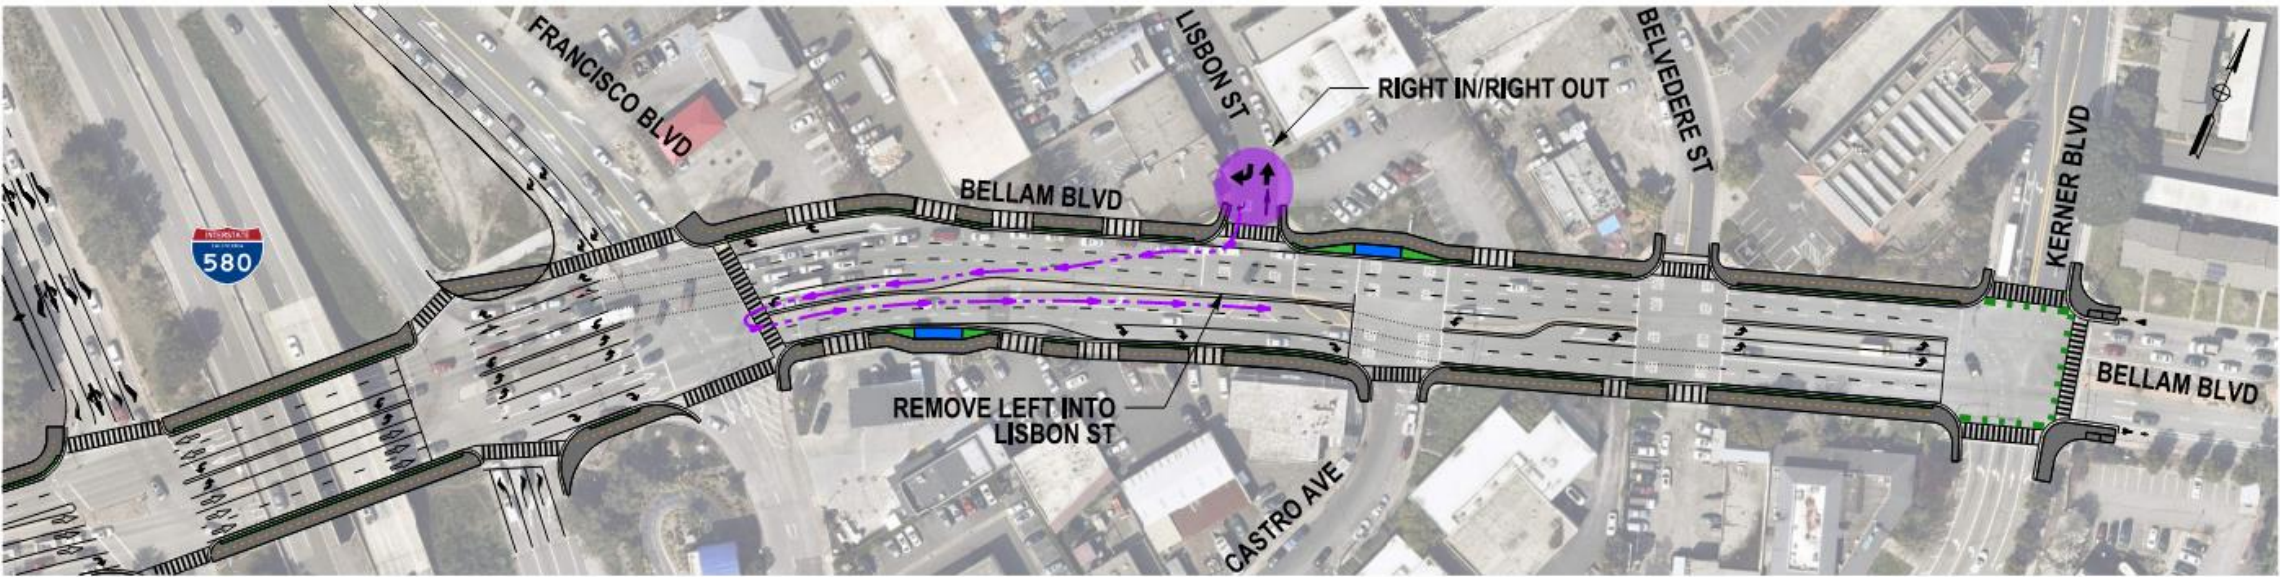 FRANCISCO BLVD
LISBON ST
BELVEDERE ST
RIGHT IN/RIGHT OUT
KERNER BLVD
BELLAM BLVD
INTERSTATE
CALIFORNIA
580
BELLAM BLVD
REMOVE LEFT INTO
LISBON ST
CASTRO AVE